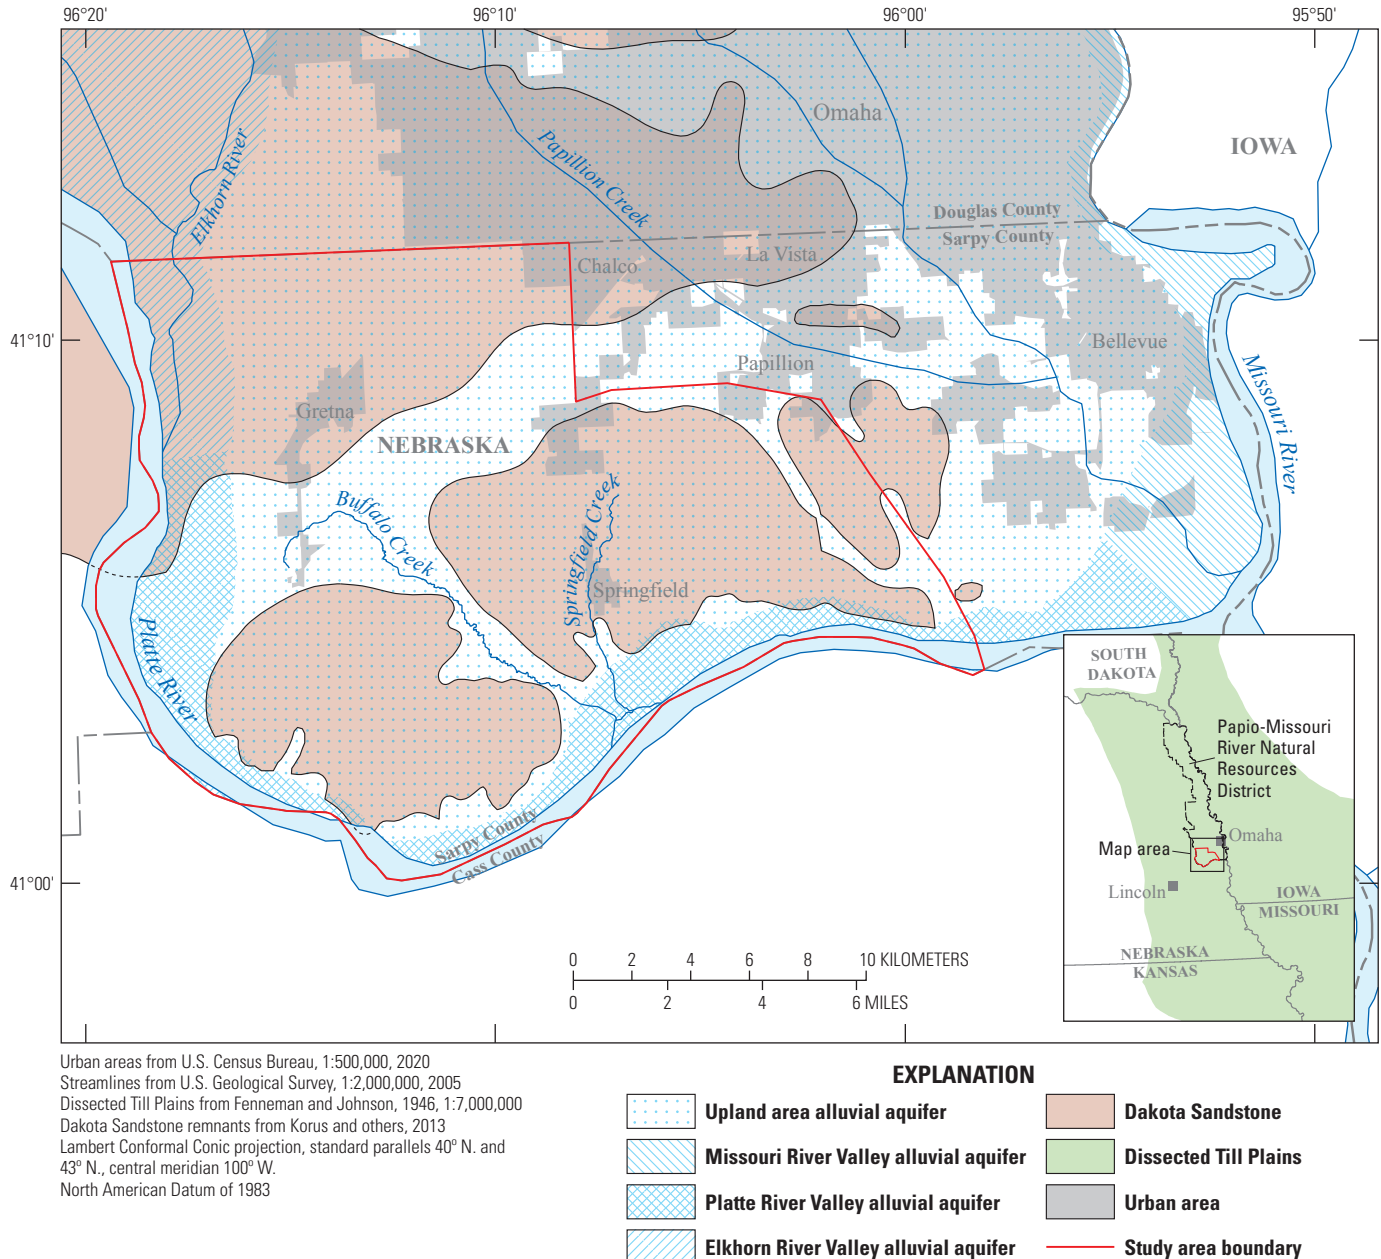 96°20'
96°10'
96°00'
95°50'
Omaha
IOWA
Papillion Creek
Elkhorn River
Douglas County
Sarpy County
La Vista
Chalco
41°10'
Bellevue
Papillion
Missouri River
Gretna
NEBRASKA
Buffalo Creek
Springfield Creek
Springfield
Platte River
Sarpy County
Cass County
41°00'
SOUTH
DAKOTA
Papio-Missouri
River Natural
Resources
District
Omaha
Map area
Lincoln
IOWA
MISSOURI
NEBRASKA
KANSAS
0 2 4 6 8 10 KILOMETERS
0 2 4 6 MILES
Urban areas from U.S. Census Bureau, 1:500,000, 2020
Streamlines from U.S. Geological Survey, 1:2,000,000, 2005
Dissected Till Plains from Fenneman and Johnson, 1946, 1:7,000,000
Dakota Sandstone remnants from Korus and others, 2013
Lambert Conformal Conic projection, standard parallels 40° N. and
43° N., central meridian 100° W.
North American Datum of 1983
EXPLANATION
Upland area alluvial aquifer
Missouri River Valley alluvial aquifer
Platte River Valley alluvial aquifer
Elkhorn River Valley alluvial aquifer
Dakota Sandstone
Dissected Till Plains
Urban area
Study area boundary